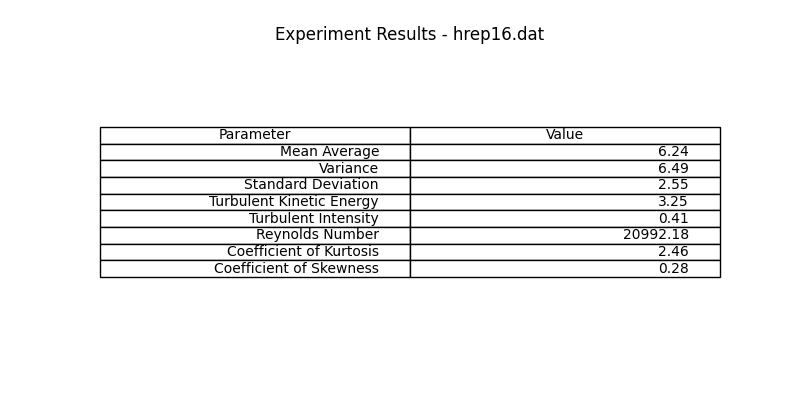 Experiment Results - hrep16.dat
Parameter Value
Mean Average 6.24
Variance 6.49
Standard Deviation 2.55
Turbulent Kinetic Energy 3.25
Turbulent Intensity 0.41
Reynolds Number 20992.18
Coefficient of Kurtosis 2.46
Coefficient of Skewness 0.28